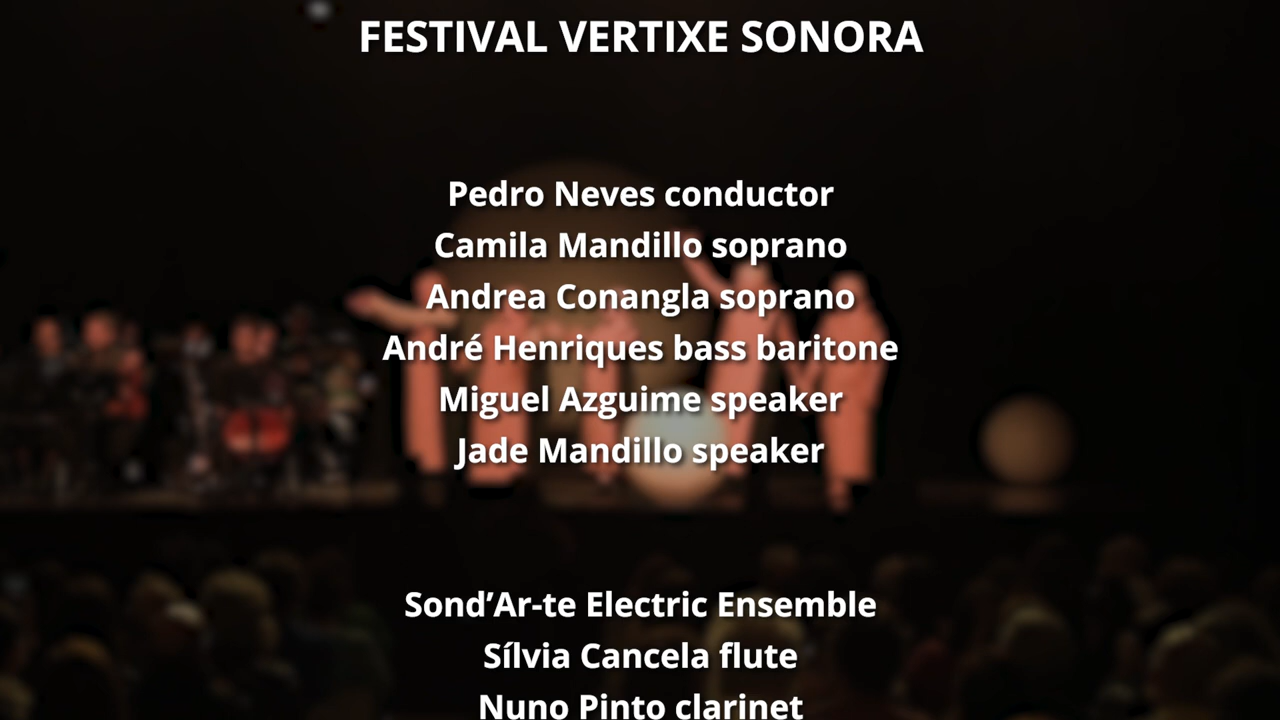 FESTIVAL VERTIXE SONORA
Pedro Neves conductor
Camila Mandillo soprano
Andrea Conangla soprano
André Henriques bass baritone
Miguel Azguime speaker
Jade Mandillo speaker
Sond’Ar-te Electric Ensemble
Sílvia Cancela flute
Nuno Pinto clarinet